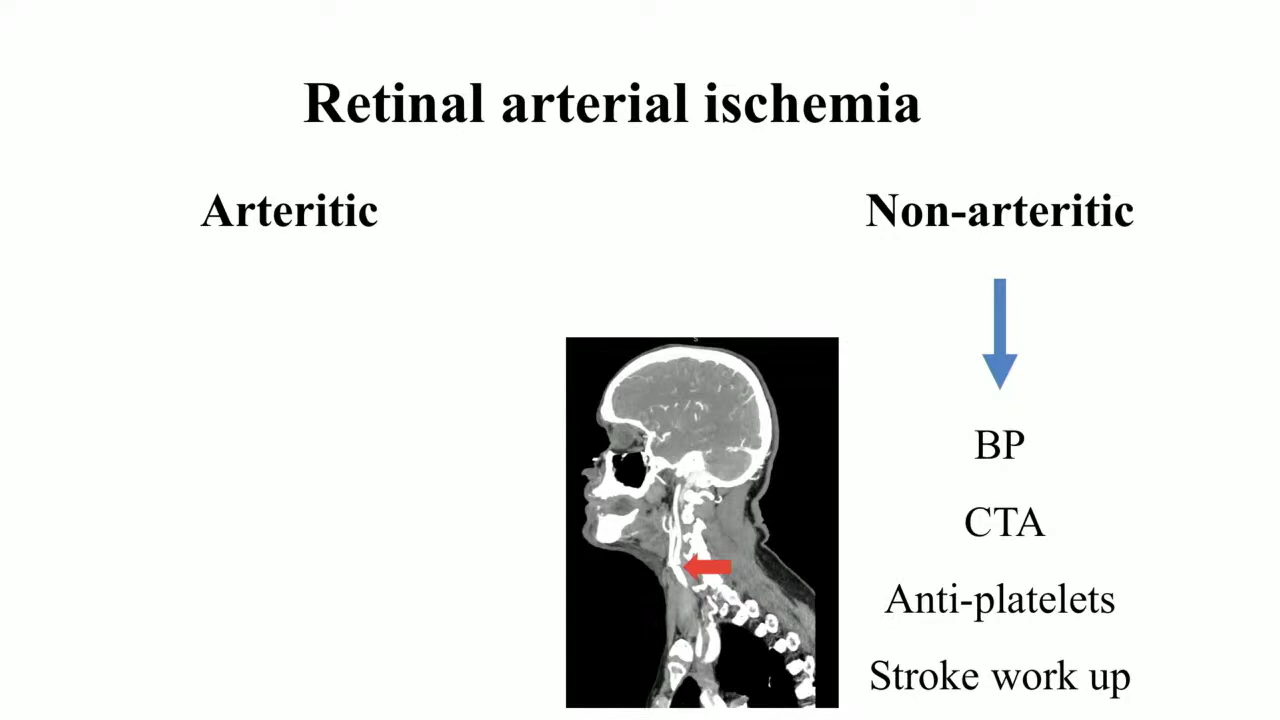 Retinal arterial ischemia
Arteritic
Non-arteritic
BP
CTA
Anti-platelets
Stroke work up